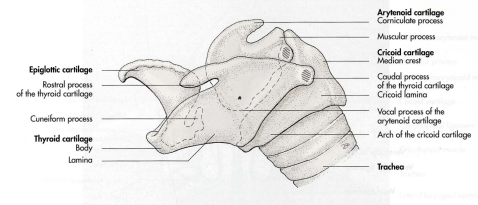 Arytenoid cartilage
Corniculate process
Muscular process
Cricoid cartilage
Median crest
Epiglottic cartilage
Rostral process
of the thyroid cartilage
Caudal process
of the thyroid cartilage
Cricoid lamina
Cuneiform process
Vocal process of the
arytenoid cartilage
Thyroid cartilage
Body
Lamina
Arch of the cricoid cartilage
Trachea
*